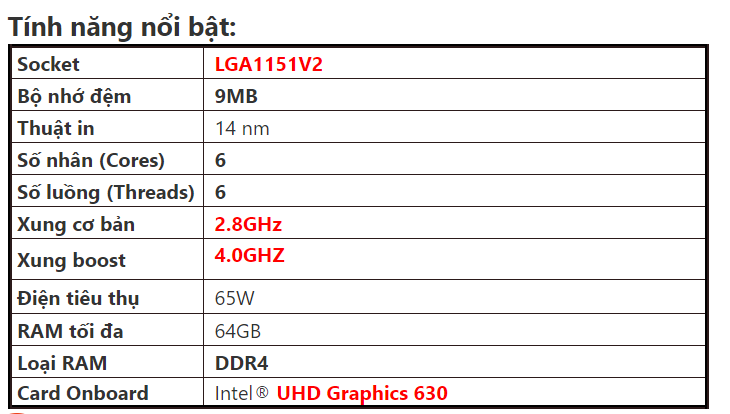 Tính năng nổi bật:
Socket LGA1151V2
Bộ nhớ đệm 9MB
Thuật in 14 nm
Số nhân (Cores) 6
Số luồng (Threads) 6
Xung cơ bản 2.8GHz
Xung boost 4.0GHZ
Điện tiêu thụ 65W
RAM tối đa 64GB
Loại RAM DDR4
Card Onboard Intel® UHD Graphics 630